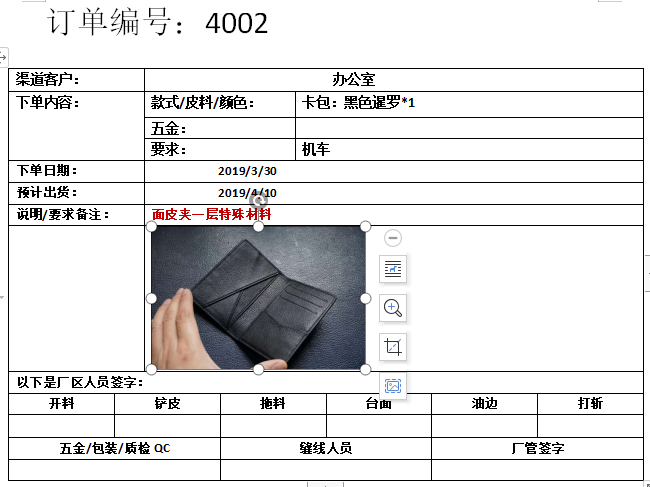 订单编号：4002
渠道客户： 办公室
下单内容： 款式/皮料/颜色： 卡包：黑色暹罗*1
五金：
要求： 机车
下单日期： 2019/3/30
预计出货： 2019/4/10
说明/要求备注： 面皮夹一层特殊材料
以下是厂区人员签字：
开料 铲皮 拖料 台面 油边 打斩
五金/包装/质检 QC 缝线人员 厂管签字